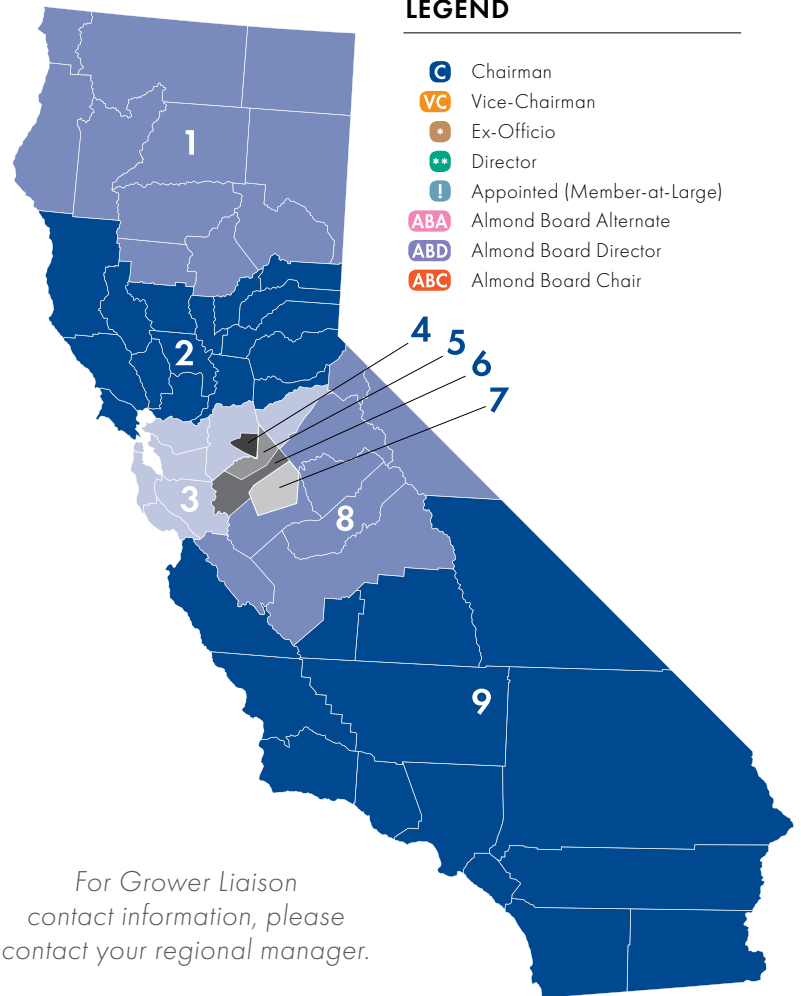 LEGEND
C Chairman
VC Vice-Chairman
* Ex-Officio
** Director
! Appointed (Member-at-Large)
ABA Almond Board Alternate
ABD Almond Board Director
ABC Almond Board Chair
1
2
3
4
5
6
7
8
9
For Grower Liaison
contact information, please
contact your regional manager.